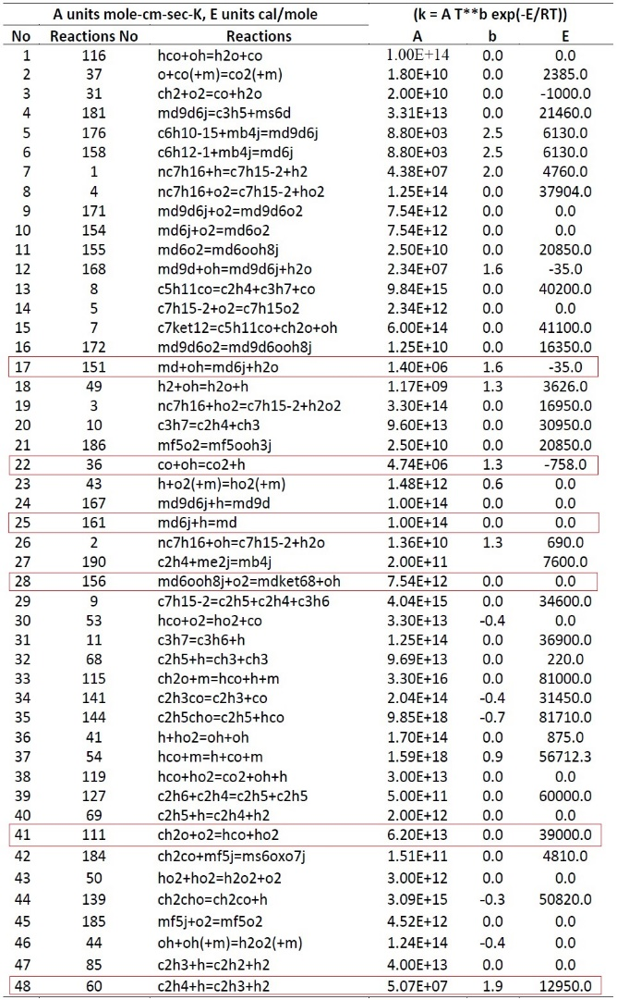 A units mole-cm-sec-K, E units cal/mole (k = A T**b exp(-E/RT))
No Reactions No Reactions A b E
1 116 hco+oh=h2o+co 1.00E+14 0.0 0.0
2 37 o+co(+m)=co2(+m) 1.80E+10 0.0 2385.0
3 31 ch2+o2=co+h2o 2.00E+10 0.0 -1000.0
4 181 md9d6j=c3h5+ms6d 3.31E+13 0.0 21460.0
5 176 c6h10-15+mb4j=md9d6j 8.80E+03 2.5 6130.0
6 158 c6h12-1+mb4j=md6j 8.80E+03 2.5 6130.0
7 1 nc7h16+h=c7h15-2+h2 4.38E+07 2.0 4760.0
8 4 nc7h16+o2=c7h15-2+ho2 1.25E+14 0.0 37904.0
9 171 md9d6j+o2=md9d6o2 7.54E+12 0.0 0.0
10 154 md6j+o2=md6o2 7.54E+12 0.0 0.0
11 155 md6o2=md6ooh8j 2.50E+10 0.0 20850.0
12 168 md9d+oh=md9d6j+h2o 2.34E+07 1.6 -35.0
13 8 c5h11co=c2h4+c3h7+co 9.84E+15 0.0 40200.0
14 5 c7h15-2+o2=c7h15o2 2.34E+12 0.0 0.0
15 7 c7ket12=c5h11co+ch2o+oh 6.00E+14 0.0 41100.0
16 172 md9d6o2=md9d6ooh8j 1.25E+10 0.0 16350.0
17 151 md+oh=md6j+h2o 1.40E+06 1.6 -35.0
18 49 h2+oh=h2o+h 1.17E+09 1.3 3626.0
19 3 nc7h16+ho2=c7h15-2+h2o2 3.30E+14 0.0 16950.0
20 10 c3h7=c2h4+ch3 9.60E+13 0.0 30950.0
21 186 mf5o2=mf5ooh3j 2.50E+10 0.0 20850.0
22 36 co+oh=co2+h 4.74E+06 1.3 -758.0
23 43 h+o2(+m)=ho2(+m) 1.48E+12 0.6 0.0
24 167 md9d6j+h=md9d 1.00E+14 0.0 0.0
25 161 md6j+h=md 1.00E+14 0.0 0.0
26 2 nc7h16+oh=c7h15-2+h2o 1.36E+10 1.3 690.0
27 190 c2h4+me2j=mb4j 2.00E+11 7600.0
28 156 md6ooh8j+o2=mdket68+oh 7.54E+12 0.0 0.0
29 9 c7h15-2=c2h5+c2h4+c3h6 4.04E+15 0.0 34600.0
30 53 hco+o2=ho2+co 3.30E+13 -0.4 0.0
31 11 c3h7=c3h6+h 1.25E+14 0.0 36900.0
32 68 c2h5+h=ch3+ch3 9.69E+13 0.0 220.0
33 115 ch2o+m=hco+h+m 3.30E+16 0.0 81000.0
34 141 c2h3co=c2h3+co 2.04E+14 -0.4 31450.0
35 144 c2h5cho=c2h5+hco 9.85E+18 -0.7 81710.0
36 41 h+ho2=oh+oh 1.70E+14 0.0 875.0
37 54 hco+m=h+co+m 1.59E+18 0.9 56712.3
38 119 hco+ho2=co2+oh+h 3.00E+13 0.0 0.0
39 127 c2h6+c2h4=c2h5+c2h5 5.00E+11 0.0 60000.0
40 69 c2h5+h=c2h4+h2 2.00E+12 0.0 0.0
41 111 ch2o+o2=hco+ho2 6.20E+13 0.0 39000.0
42 184 ch2co+mf5j=ms6oxo7j 1.51E+11 0.0 4810.0
43 50 ho2+ho2=h2o2+o2 3.00E+12 0.0 0.0
44 139 ch2cho=ch2co+h 3.09E+15 -0.3 50820.0
45 185 mf5j+o2=mf5o2 4.52E+12 0.0 0.0
46 44 oh+oh(+m)=h2o2(+m) 1.24E+14 -0.4 0.0
47 85 c2h3+h=c2h2+h2 4.00E+13 0.0 0.0
48 60 c2h4+h=c2h3+h2 5.07E+07 1.9 12950.0